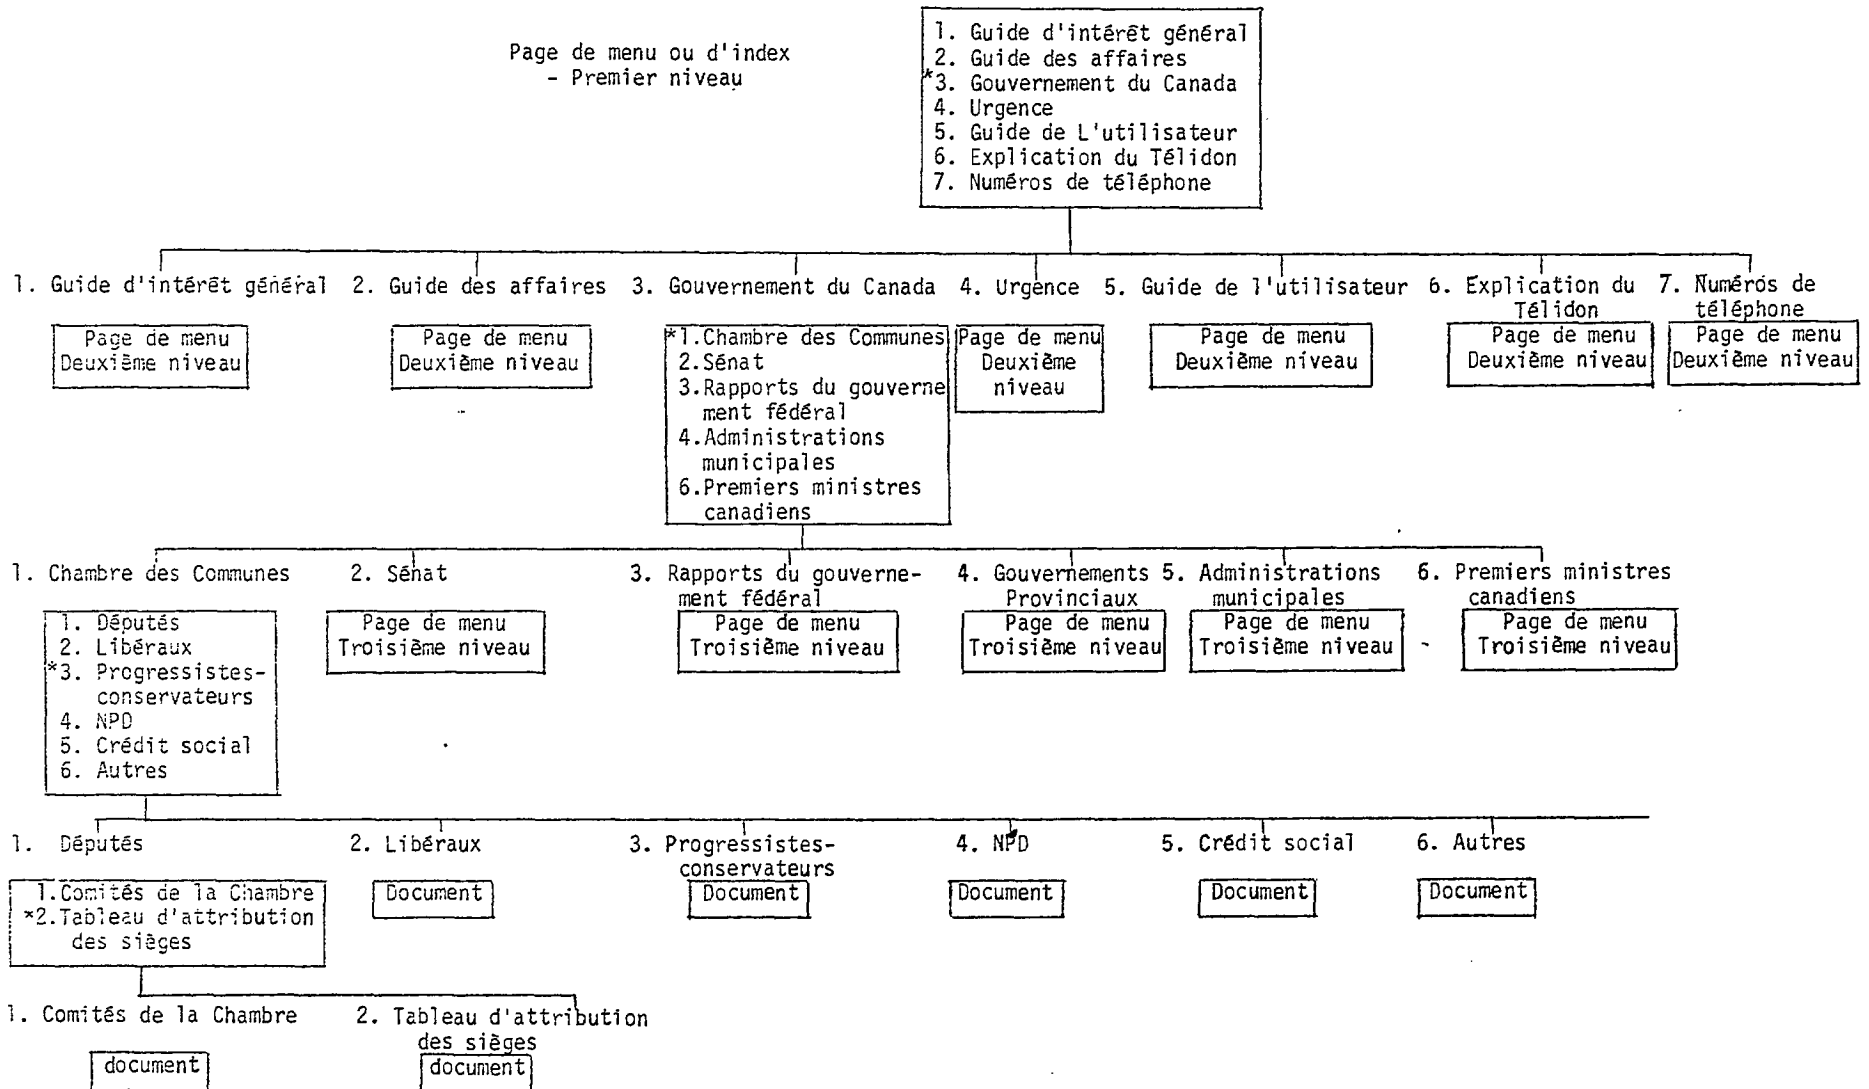 Page de menu ou d'index
- Premier niveau
1. Guide d'intérêt général
2. Guide des affaires
*3. Gouvernement du Canada
4. Urgence
5. Guide de L'utilisateur
6. Explication du Télidon
7. Numéros de téléphone
1. Guide d'intérêt général
Page de menu
Deuxième niveau
2. Guide des affaires
Page de menu
Deuxième niveau
3. Gouvernement du Canada
*1.Chambre des Communes
2.Sénat
3.Rapports du gouverne
ment fédéral
4.Administrations
municipales
6.Premiers ministres
canadiens
4. Urgence
Page de menu
Deuxième
niveau
5. Guide de l'utilisateur
Page de menu
Deuxième niveau
6. Explication du
Télidon
Page de menu
Deuxième niveau
7. Numéros de
téléphone
Page de menu
Deuxième niveau
1. Chambre des Communes
1. Députés
2. Libéraux
*3. Progressistes-
conservateurs
4. NPD
5. Crédit social
6. Autres
2. Sénat
Page de menu
Troisième niveau
3. Rapports du gouverne-
ment fédéral
Page de menu
Troisième niveau
4. Gouvernements
Provinciaux
Page de menu
Troisième niveau
5. Administrations
municipales
Page de menu
Troisième niveau
6. Premiers ministres
canadiens
Page de menu
Troisième niveau
1. Députés
1.Comités de la Chambre
*2.Tableau d'attribution
des sièges
2. Libéraux
Document
3. Progressistes-
conservateurs
Document
4. NPD
Document
5. Crédit social
Document
6. Autres
Document
1. Comités de la Chambre
document
2. Tableau d'attribution
des sièges
document